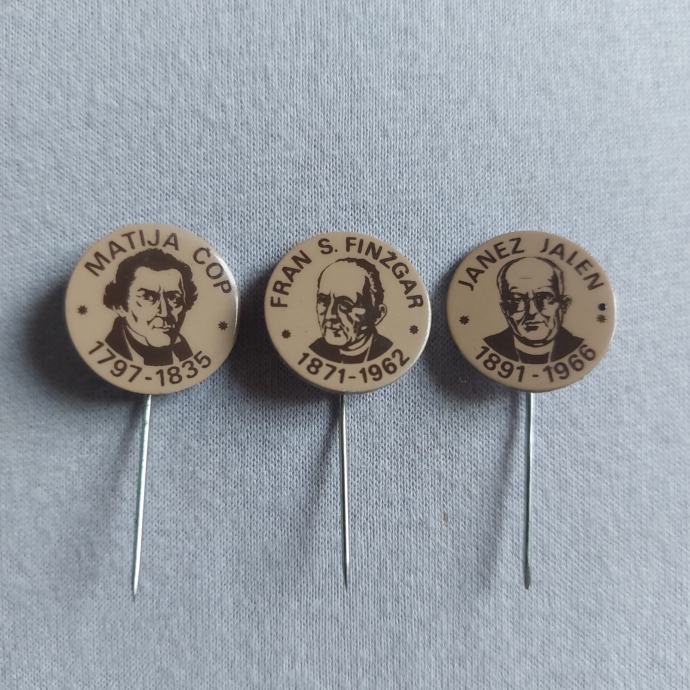 MATIJA ČOP
1797-1835
FRAN S. FINŽGAR
1871-1962
JANEZ JALEN
1891-1966